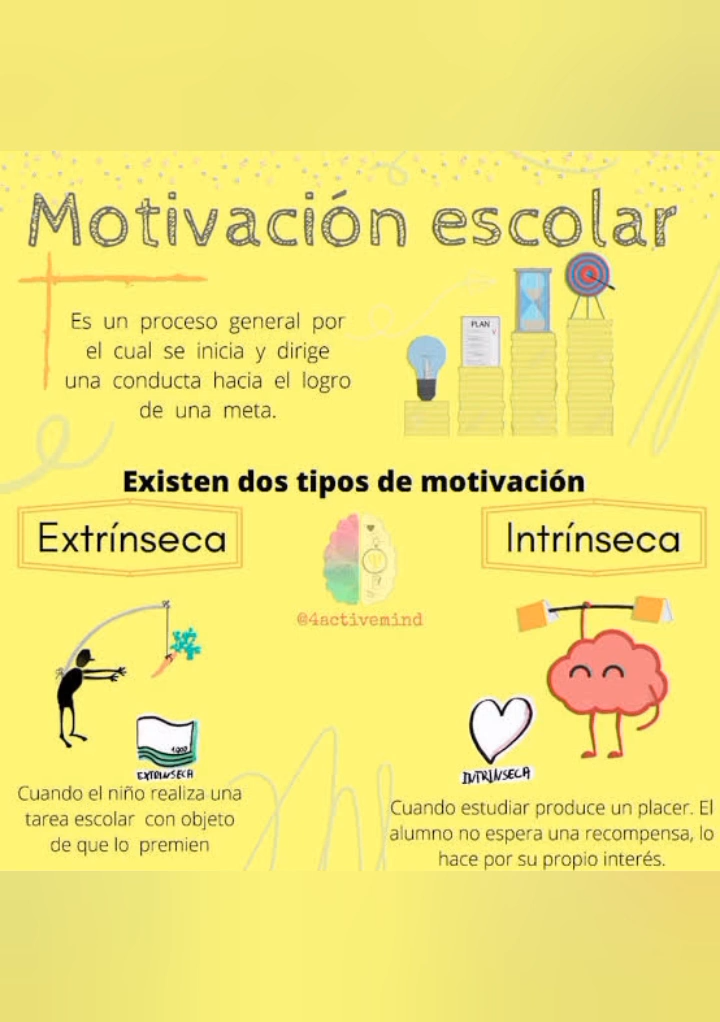 Motivación escolar
Es un proceso general por
el cual se inicia y dirige
una conducta hacia el logro
de una meta.
PLAN
Existen dos tipos de motivación
Extrínseca
Intrínseca
@4activemind
1.000
EXTRINSECA
INTRINSECA
Cuando el niño realiza una
tarea escolar con objeto
de que lo premien
Cuando estudiar produce un placer. El
alumno no espera una recompensa, lo
hace por su propio interés.